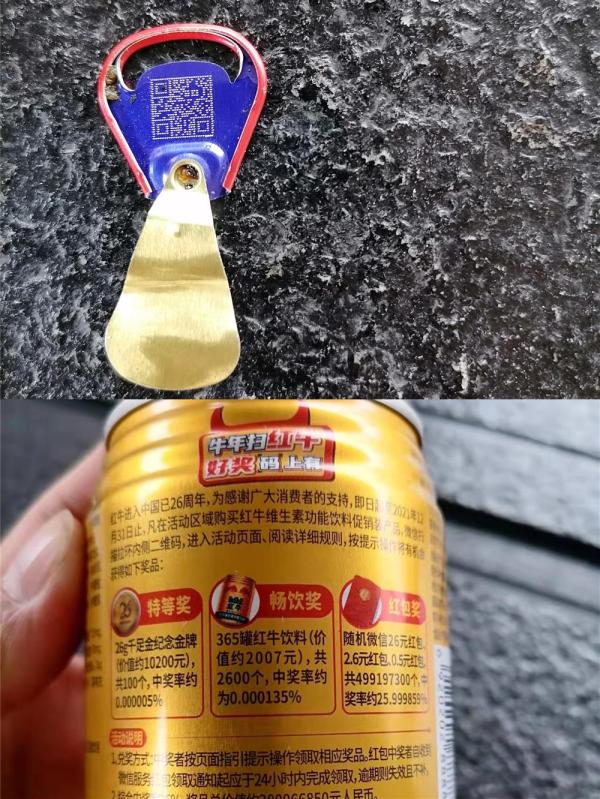 牛年扫红牛
好奖码上有
红牛进入中国已26周年，为感谢广大消费者的支持，即日起至2021年12
月31日止，凡在活动区域购买红牛维生素功能饮料促销装产品，微信扫
描拉环内侧二维码，进入活动页面、阅读详细规则，按提示操作将有机会
获得如下奖品：
26 特等奖
26g千足金纪念金牌
（价值约10200元），
共100个，中奖率约
0.000005%
畅饮奖
365罐红牛饮料（价
值约2007元），共
2600个，中奖率约
为0.000135%
红包奖
随机微信26元红包、
2.6元红包、0.5元红包，
共499197300个，中
奖率约25.999859%
活动说明
1.兑奖方式：中奖者按页面指引提示操作领取相应奖品。红包中奖者自收到
微信服务红包领取通知起应于24小时内完成领取，逾期则失效且不补。